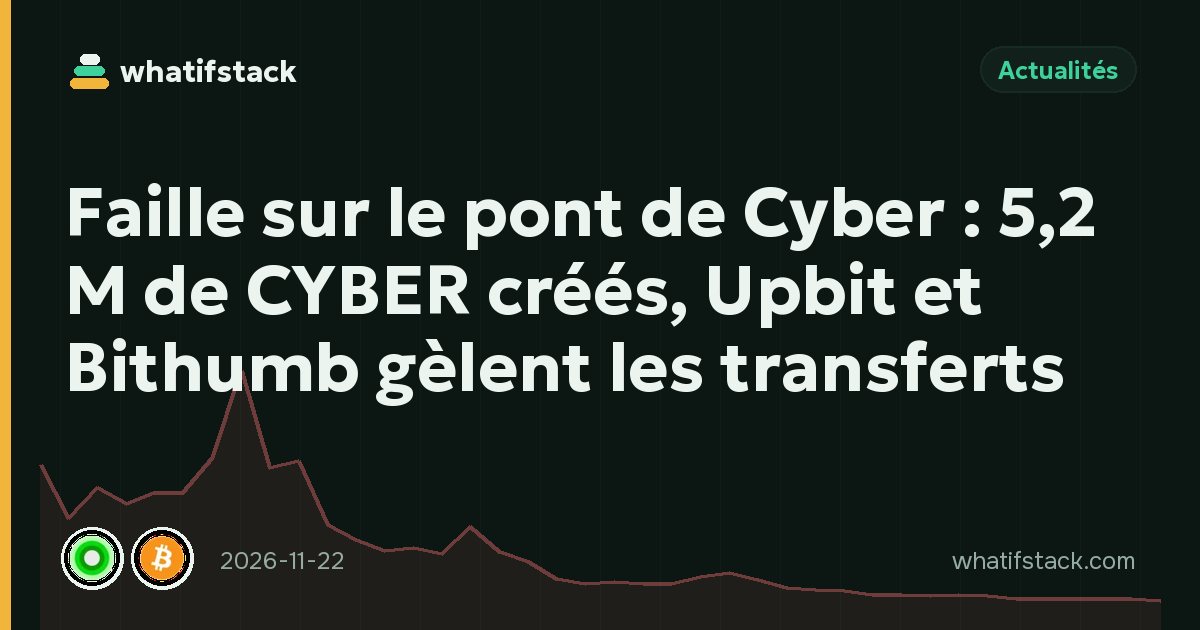 whatifstack
Actualités
Faille sur le pont de Cyber : 5,2
M de CYBER créés, Upbit et
Bithumb gèlent les transferts
2026-11-22
whatifstack.com